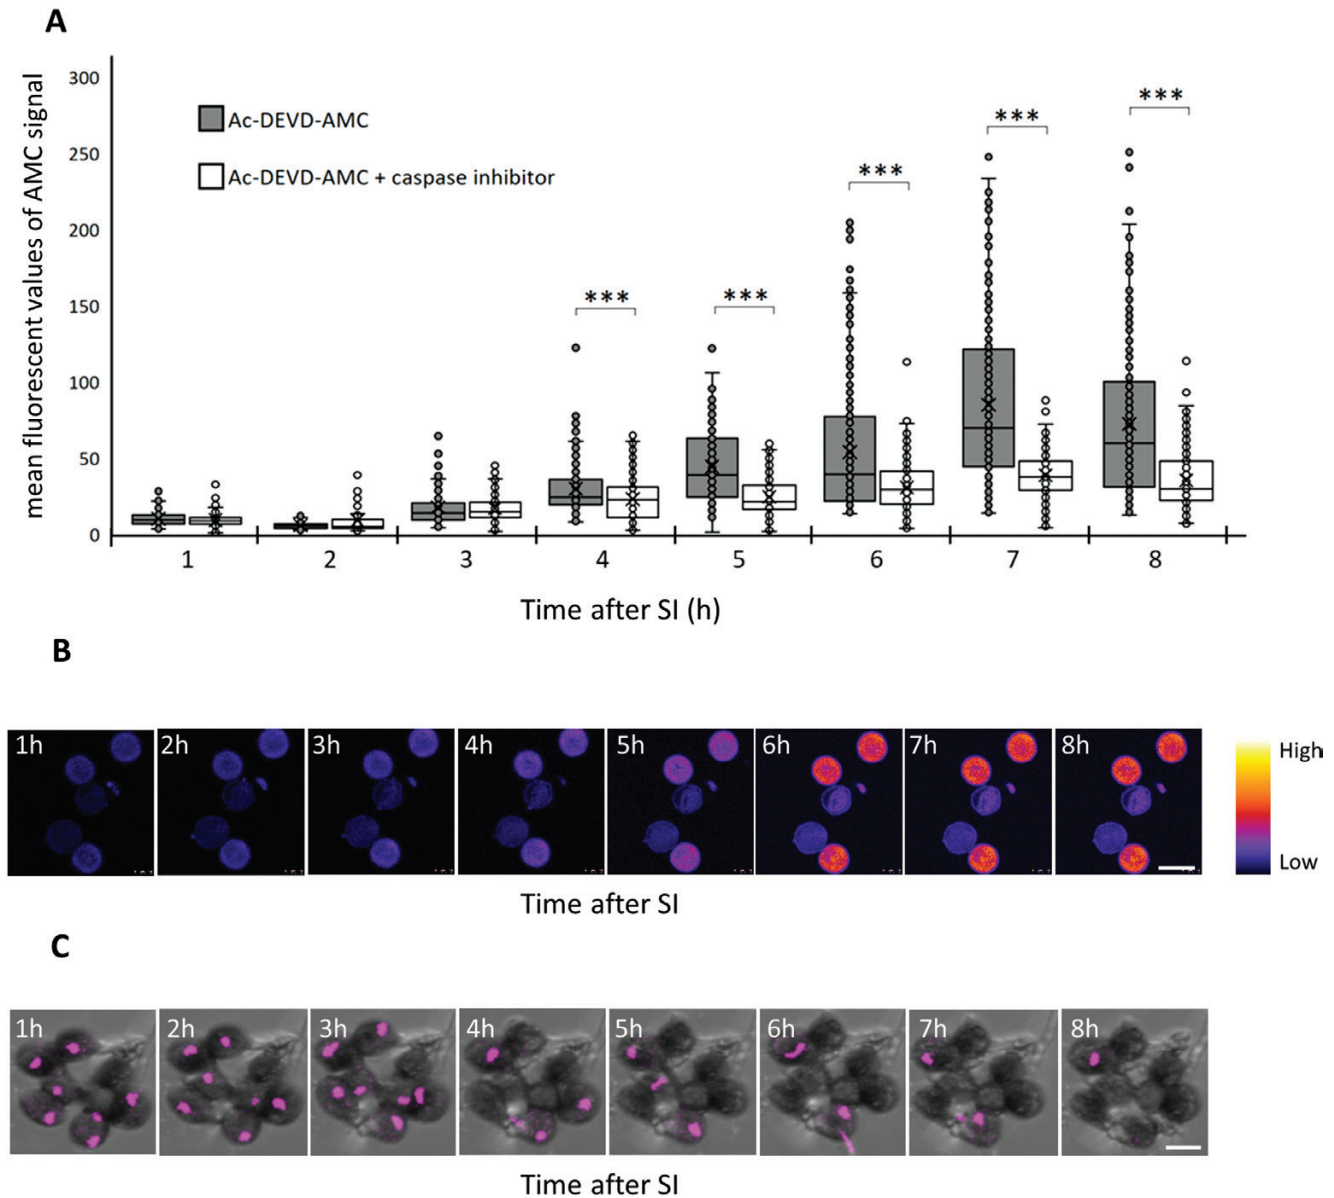 A
mean fluorescent values of AMC signal
300
250
200
150
100
50
0
Ac-DEVD-AMC
Ac-DEVD-AMC + caspase inhibitor
***
***
***
***
***
1 2 3 4 5 6 7 8
Time after SI (h)
B
1h 2h 3h 4h 5h 6h 7h 8h
High
Low
Time after SI
C
1h 2h 3h 4h 5h 6h 7h 8h
Time after SI